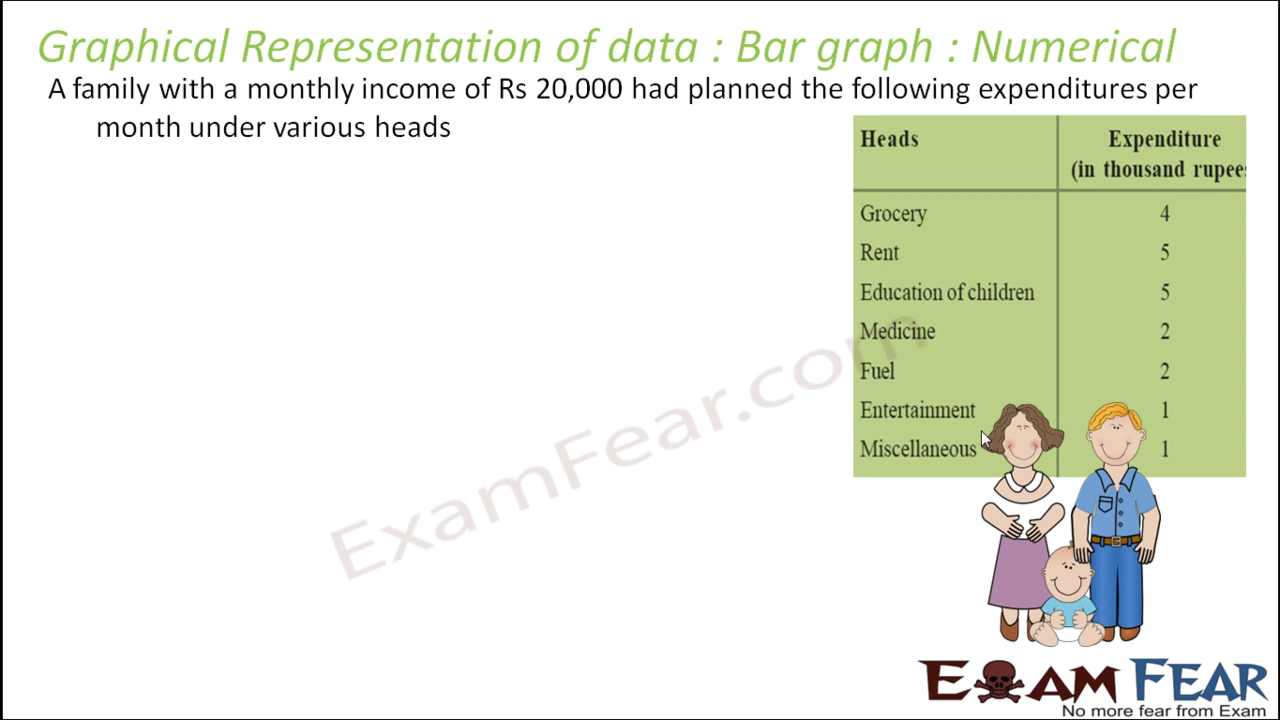 Graphical Representation of data : Bar graph : Numerical
A family with a monthly income of Rs 20,000 had planned the following expenditures per
month under various heads
Heads Expenditure
(in thousand rupees
Grocery 4
Rent 5
Education of children 5
Medicine 2
Fuel 2
Entertainment 1
Miscellaneous 1
ExamFear.com
EXAM FEAR
No more fear from Exam